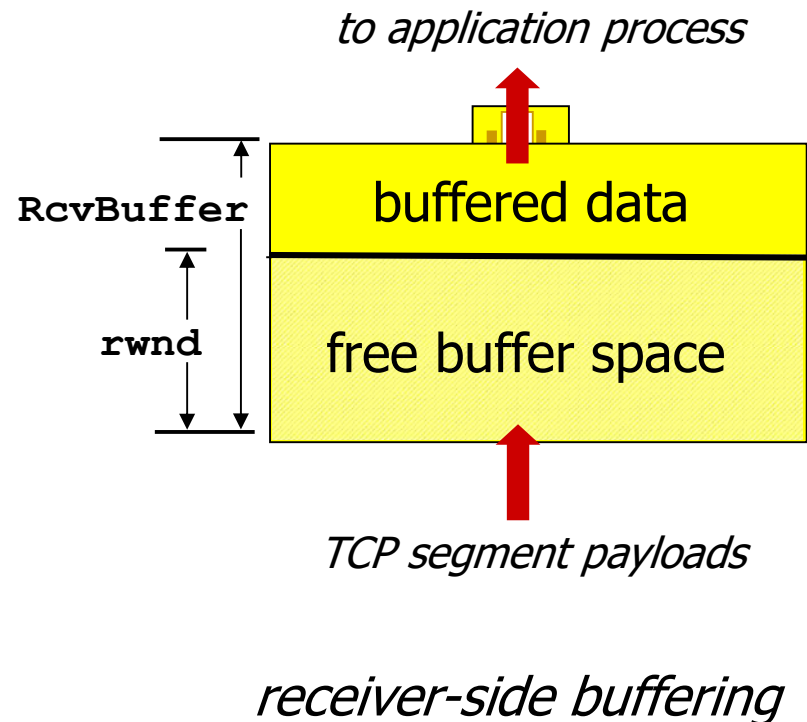 to application process
RcvBuffer
buffered data
rwnd
free buffer space
TCP segment payloads
receiver-side buffering